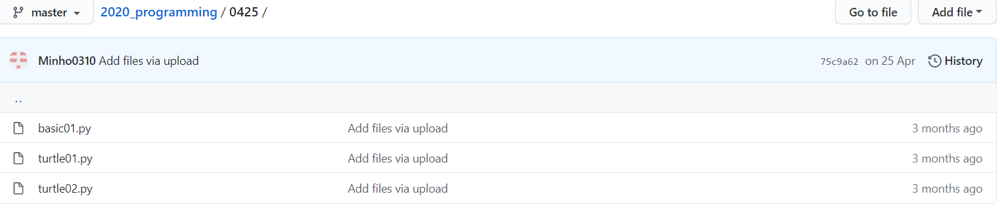 master 2020_programming / 0425 / Go to file Add file
Minho0310 Add files via upload 75c9a62 on 25 Apr History
..
basic01.py Add files via upload 3 months ago
turtle01.py Add files via upload 3 months ago
turtle02.py Add files via upload 3 months ago